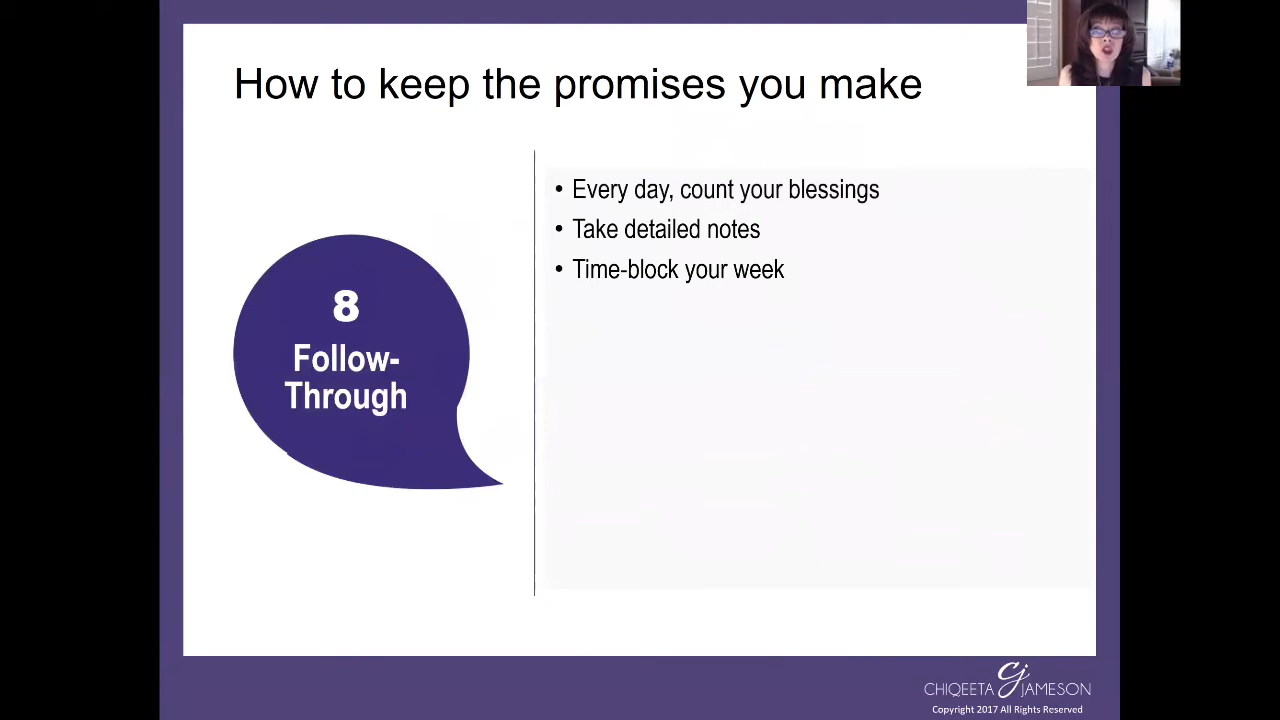 How to keep the promises you make
8
Follow-
Through
• Every day, count your blessings
• Take detailed notes
• Time-block your week
CHIQEETA cj JAMESON
Copyright 2017 All Rights Reserved